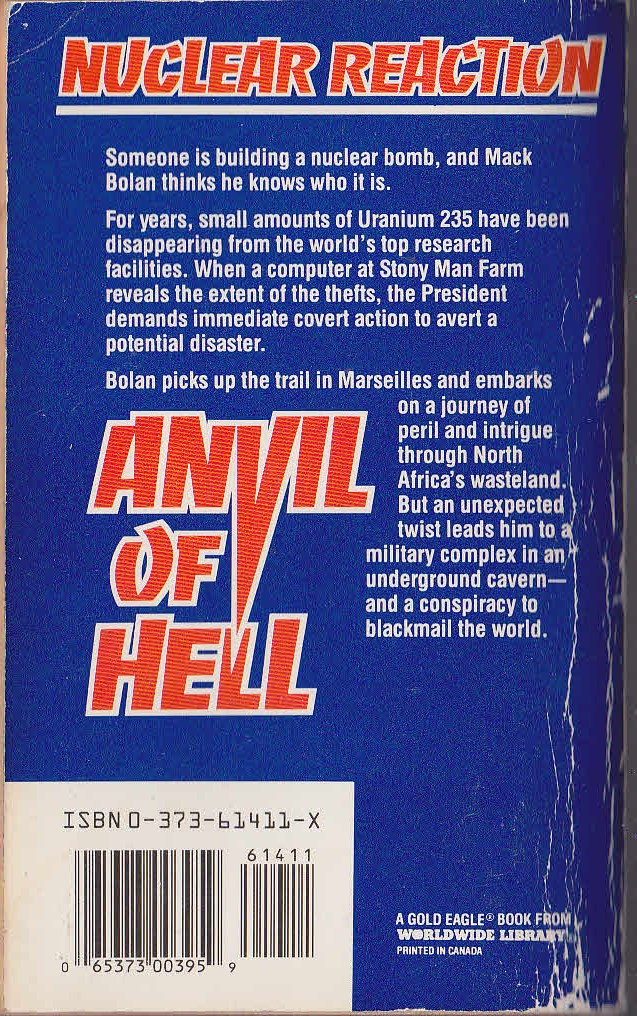 NUCLEAR REACTION
Someone is building a nuclear bomb, and Mack
Bolan thinks he knows who it is.
For years, small amounts of Uranium 235 have been
disappearing from the world's top research
facilities. When a computer at Stony Man Farm
reveals the extent of the thefts, the President
demands immediate covert action to avert a
potential disaster.
Bolan picks up the trail in Marseilles and embarks
on a journey of
peril and intrigue
through North
Africa's wasteland.
But an unexpected
twist leads him to a
military complex in an
underground cavern—
and a conspiracy to
blackmail the world.
ANVIL
OF
HELL
ISBN 0-373-61411-X
61411
0 65373 00395 9
A GOLD EAGLE® BOOK FROM
WORLDWIDE LIBRARY
PRINTED IN CANADA